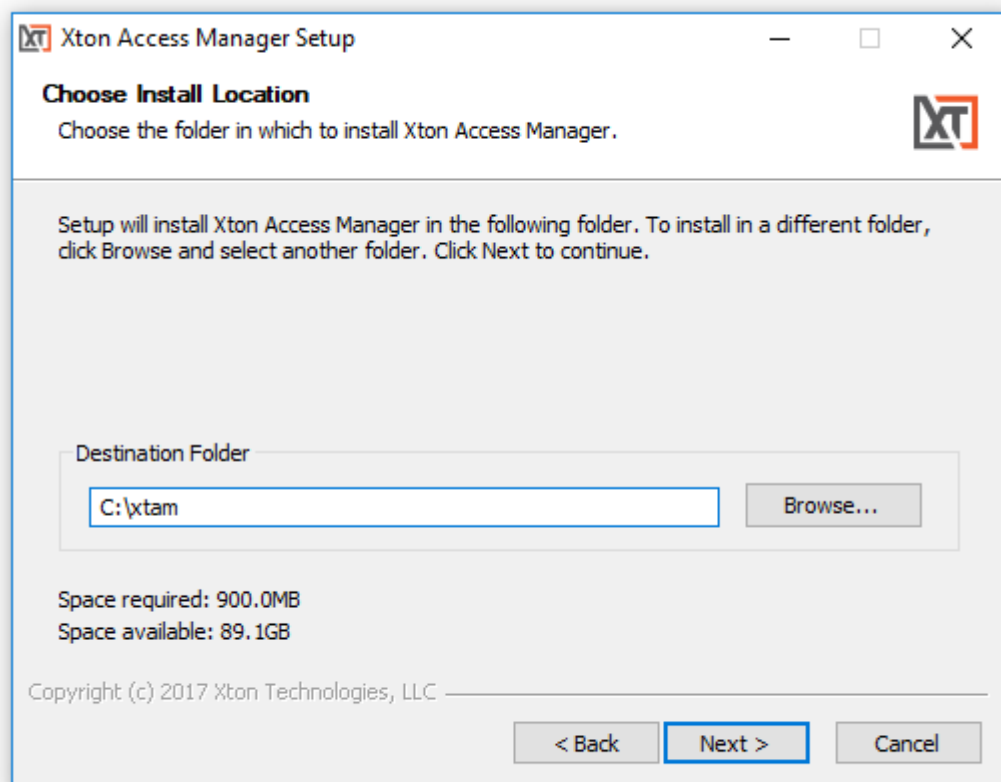 XT Xton Access Manager Setup
Choose Install Location
Choose the folder in which to install Xton Access Manager.
XT
Setup will install Xton Access Manager in the following folder. To install in a different folder,
click Browse and select another folder. Click Next to continue.
Destination Folder
C:\xtam
Browse...
Space required: 900.0MB
Space available: 89.1GB
Copyright (c) 2017 Xton Technologies, LLC
< Back Next > Cancel